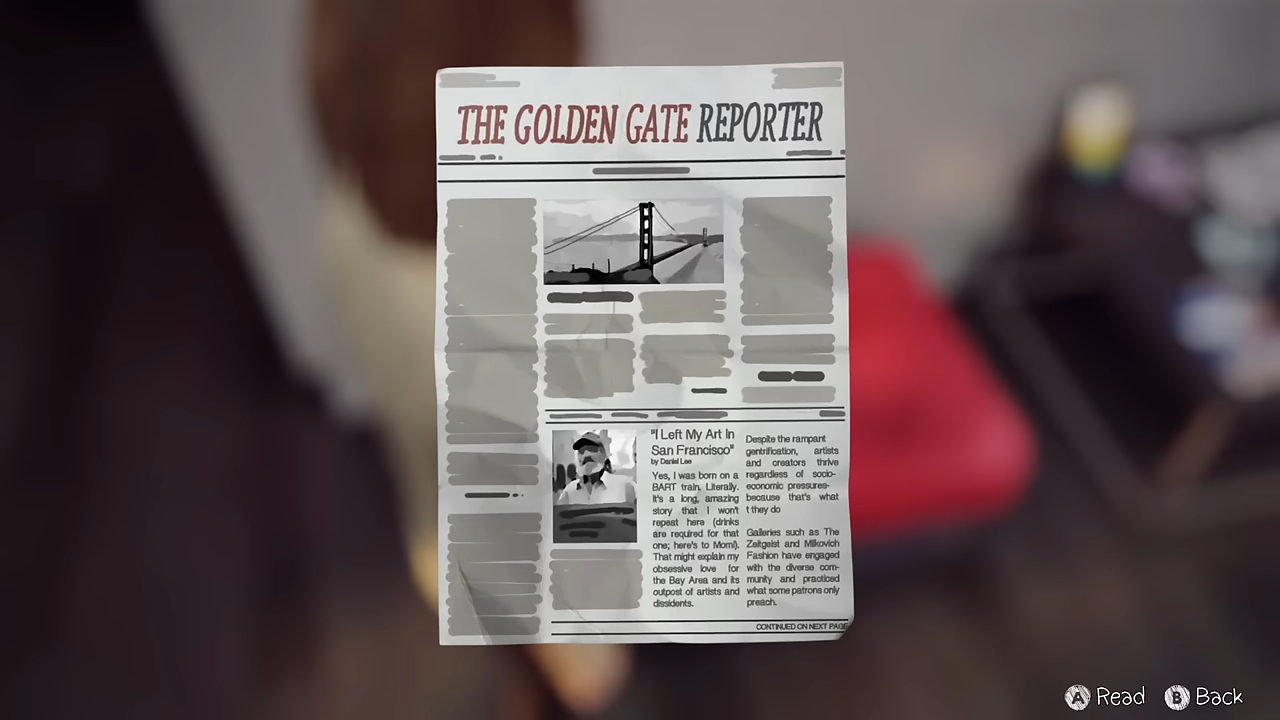 THE GOLDEN GATE REPORTER
"I Left My Art In
San Francisco"
by Daniel Lee
Yes, I was born on a
BART train. Literally.
It's a long, amazing
story that I won't
repeat here (drinks
are required for that
one; here's to Mom!).
That might explain my
obsessive love for
the Bay Area and its
outpost of artists and
dissidents.
Despite the rampant
gentrification, artists
and creators thrive
regardless of socio-
economic pressures-
because that's what
t they do
Galleries such as The
Zeitgeist and Milkovich
Fashion have engaged
with the diverse com-
munity and practiced
what some patrons only
preach.
CONTINUED ON NEXT PAGE
A Read B Back